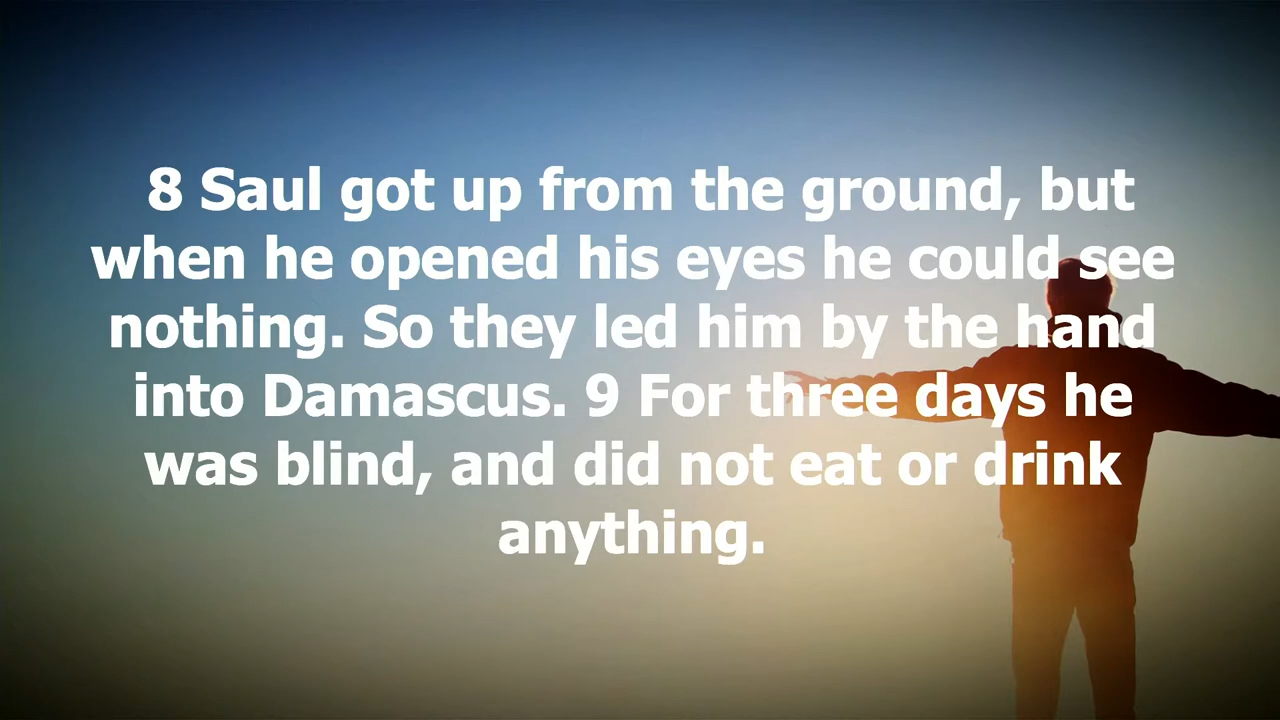 8 Saul got up from the ground, but
when he opened his eyes he could see
nothing. So they led him by the hand
into Damascus. 9 For three days he
was blind, and did not eat or drink
anything.